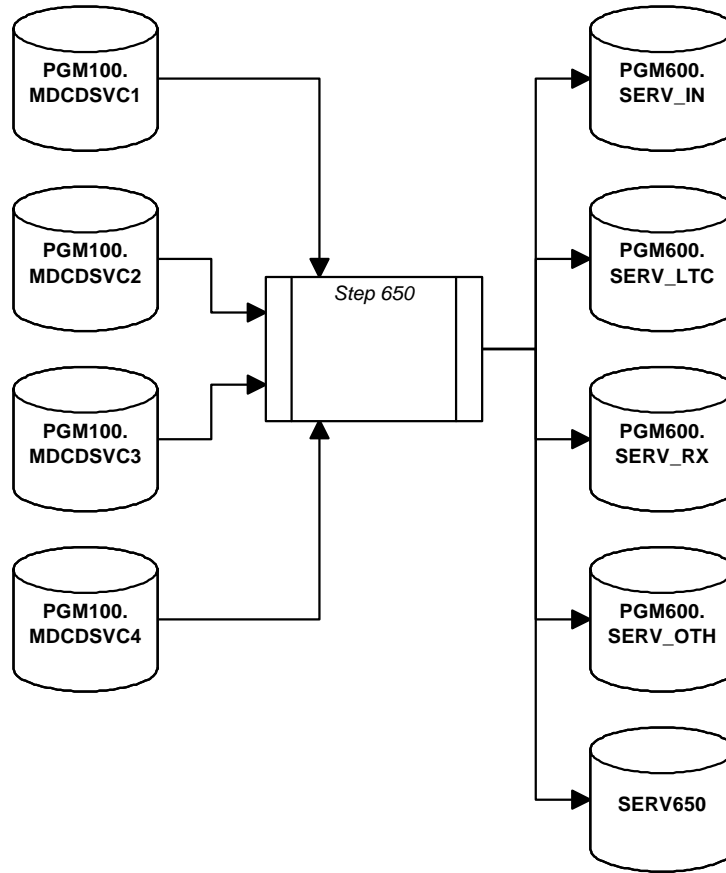 PGM100.
MDCDSVC1
PGM100.
MDCDSVC2
PGM100.
MDCDSVC3
PGM100.
MDCDSVC4
Step 650
PGM600.
SERV_IN
PGM600.
SERV_LTC
PGM600.
SERV_RX
PGM600.
SERV_OTH
SERV650